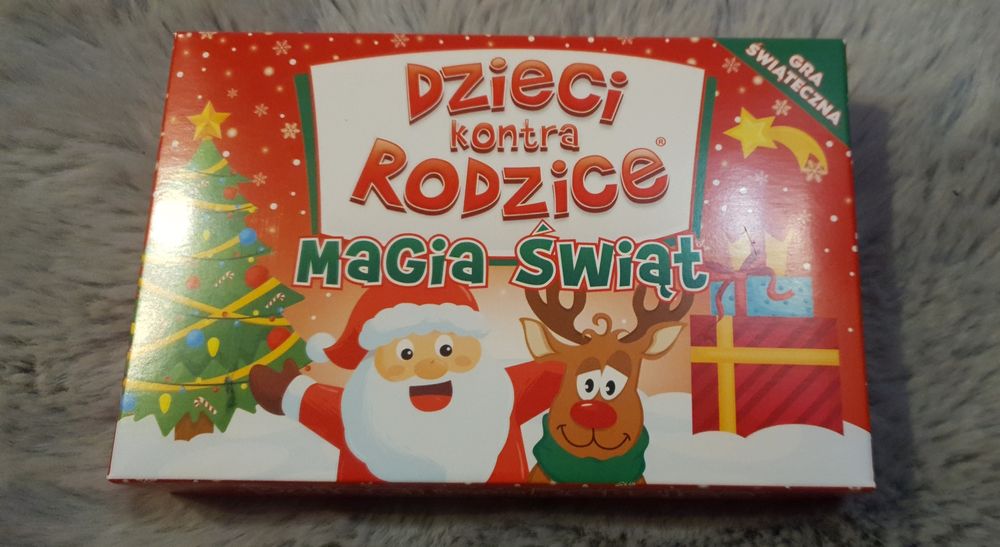 Dzieci
kontra
Rodzice®
Magia Świąt
GRA
ŚWIĄTECZNA